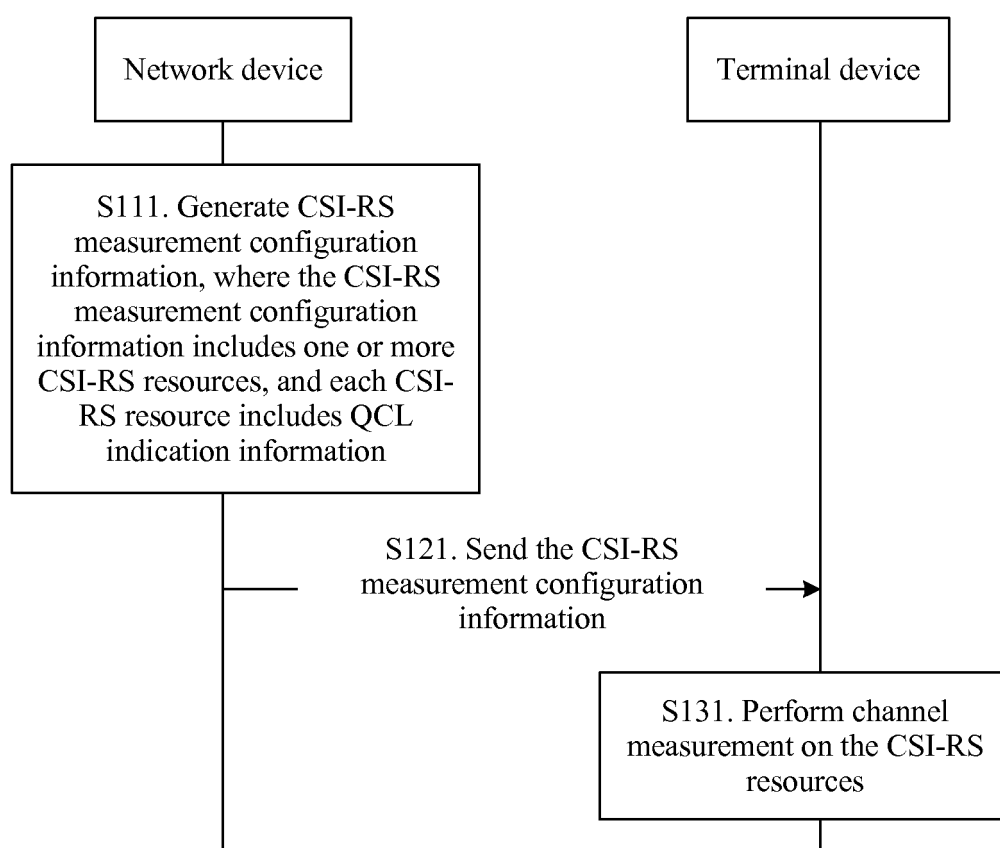 Network device
Terminal device
S111. Generate CSI-RS
measurement configuration
information, where the CSI-RS
measurement configuration
information includes one or more
CSI-RS resources, and each CSI-
RS resource includes QCL
indication information
S121. Send the CSI-RS
measurement configuration
information
S131. Perform channel
measurement on the CSI-RS
resources